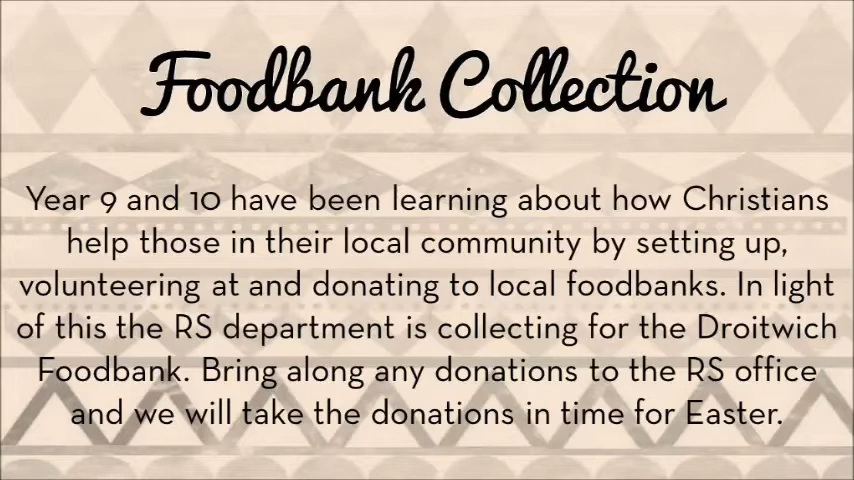 Foodbank Collection
Year 9 and 10 have been learning about how Christians
help those in their local community by setting up,
volunteering at and donating to local foodbanks. In light
of this the RS department is collecting for the Droitwich
Foodbank. Bring along any donations to the RS office
and we will take the donations in time for Easter.